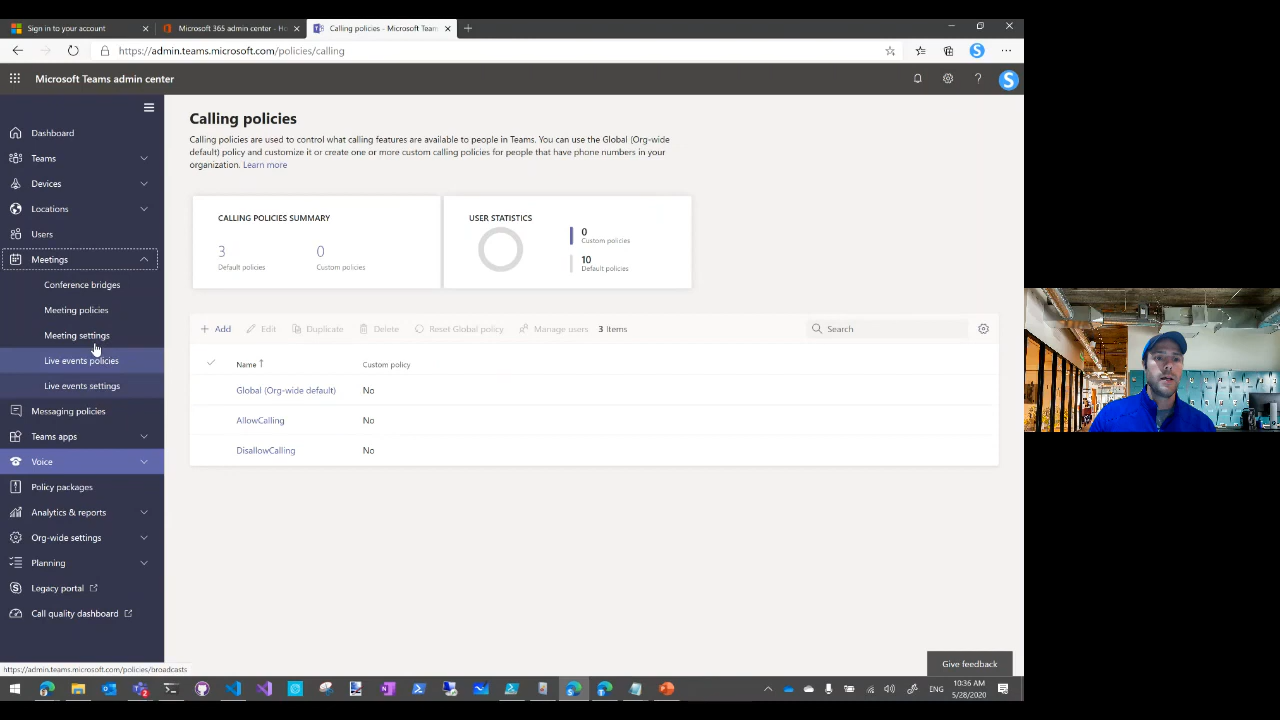 Sign in to your account
Microsoft 365 admin center - Ho
Calling policies - Microsoft Team
https://admin.teams.microsoft.com/policies/calling
S
Microsoft Teams admin center
S
Dashboard
Teams
Devices
Locations
Users
Meetings
Conference bridges
Meeting policies
Meeting settings
Live events policies
Live events settings
Messaging policies
Teams apps
Voice
Policy packages
Analytics & reports
Org-wide settings
Planning
Legacy portal
Call quality dashboard
https://admin.teams.microsoft.com/policies/broadcasts
Calling policies
Calling policies are used to control what calling features are available to people in Teams. You can use the Global (Org-wide
default) policy and customize it or create one or more custom calling policies for people that have phone numbers in your
organization. Learn more
CALLING POLICIES SUMMARY
3
Default policies
0
Custom policies
USER STATISTICS
0
Custom policies
10
Default policies
+ Add
Edit
Duplicate
Delete
Reset Global policy
Manage users
3 Items
Search
Name ↑
Custom policy
Global (Org-wide default)
No
AllowCalling
No
DisallowCalling
No
Give feedback
ENG
10:36 AM
5/28/2020